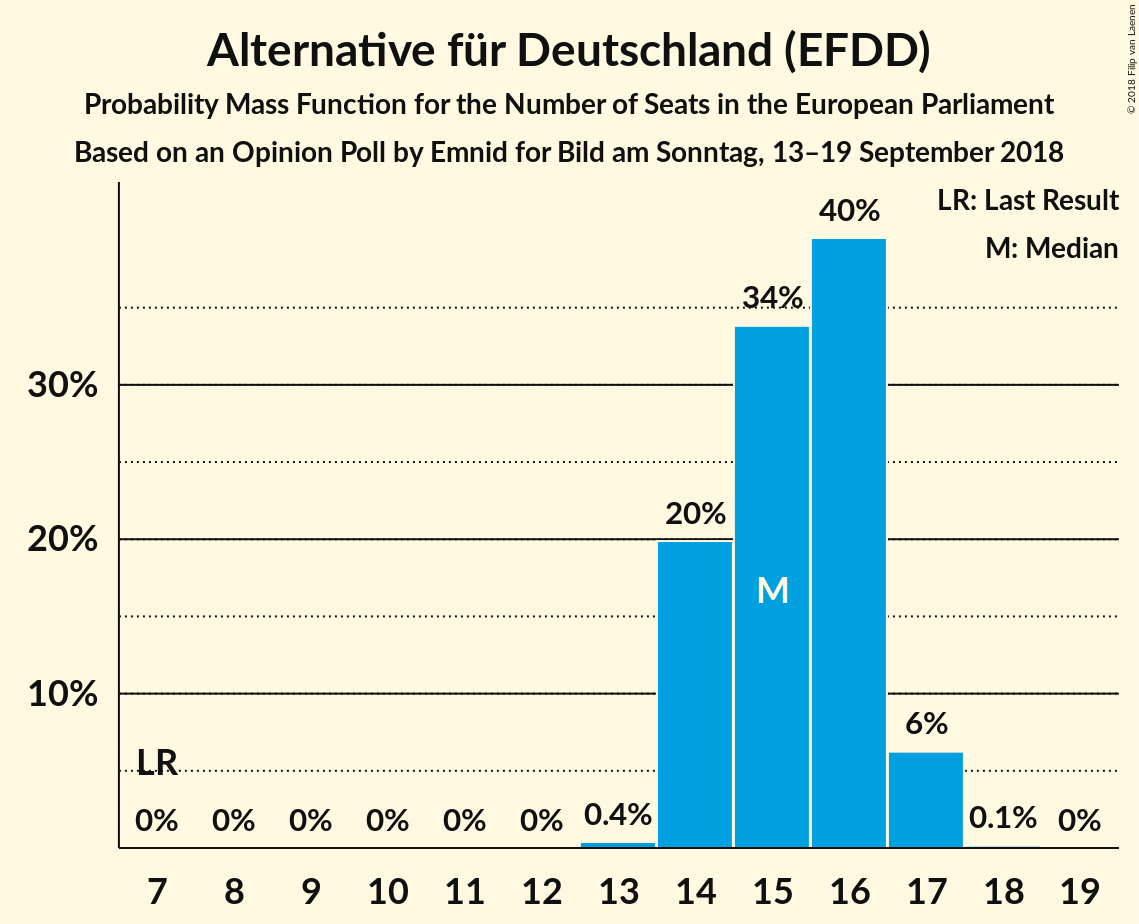 Alternative für Deutschland (EFDD)
Probability Mass Function for the Number of Seats in the European Parliament
Based on an Opinion Poll by Emnid for Bild am Sonntag, 13–19 September 2018
© 2018 Filip van Laenen
LR: Last Result
M: Median
40%
34%
30%
20%
20%
M
10%
6%
LR
0% 0% 0% 0% 0% 0% 0.4% 0.1% 0%
7 8 9 10 11 12 13 14 15 16 17 18 19